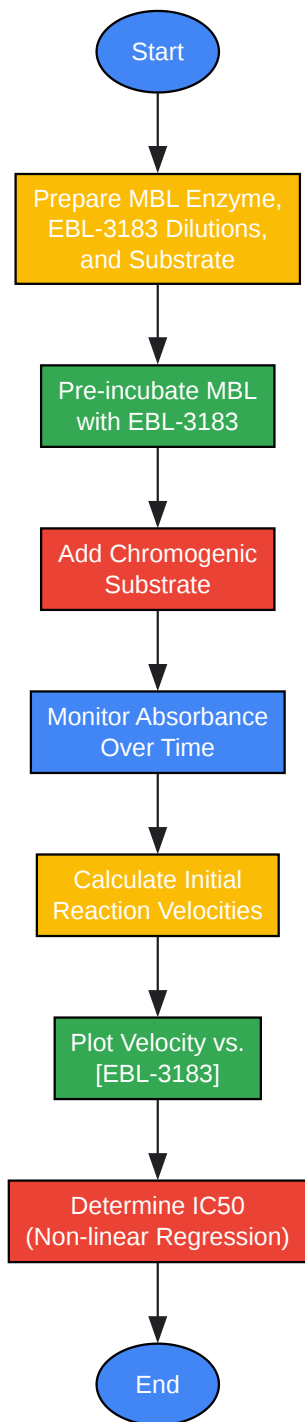 Start
Prepare MBL Enzyme,
EBL-3183 Dilutions,
and Substrate
Pre-incubate MBL
with EBL-3183
Add Chromogenic
Substrate
Monitor Absorbance
Over Time
Calculate Initial
Reaction Velocities
Plot Velocity vs.
[EBL-3183]
Determine IC50
(Non-linear Regression)
End